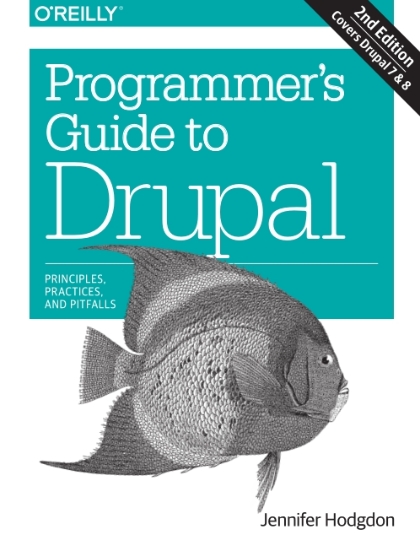 O'REILLY®
2nd Edition
Covers Drupal 7 & 8
Programmer's
Guide to
Drupal
PRINCIPLES,
PRACTICES,
AND PITFALLS
Jennifer Hodgdon